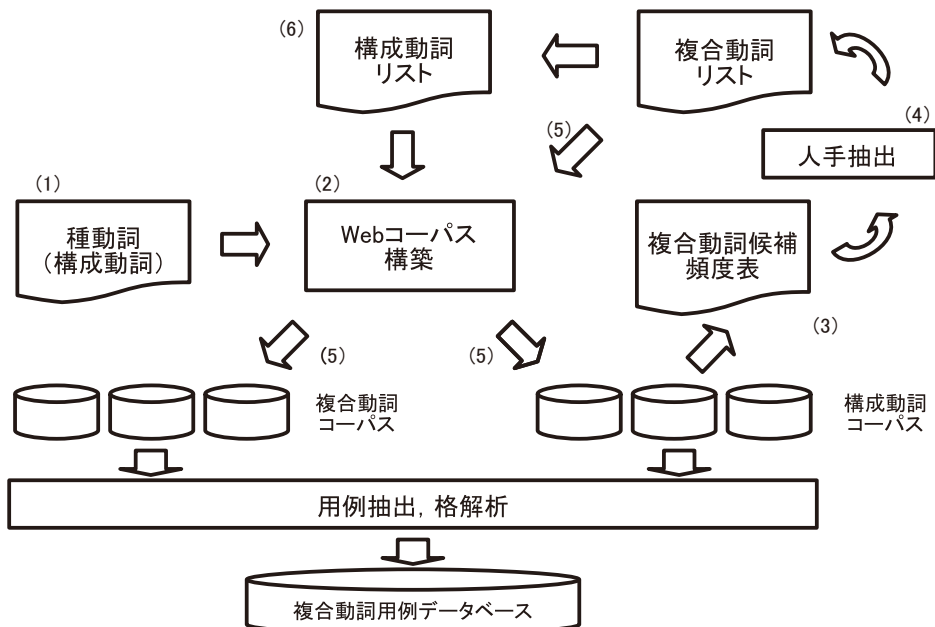 (6)
構成動詞
リスト
複合動詞
リスト
(4)
(5)
人手抽出
(1)
(2)
種動詞
(構成動詞)
Webコーパス
構築
複合動詞候補
頻度表
(3)
(5)
(5)
複合動詞
コーパス
構成動詞
コーパス
用例抽出，格解析
複合動詞用例データベース